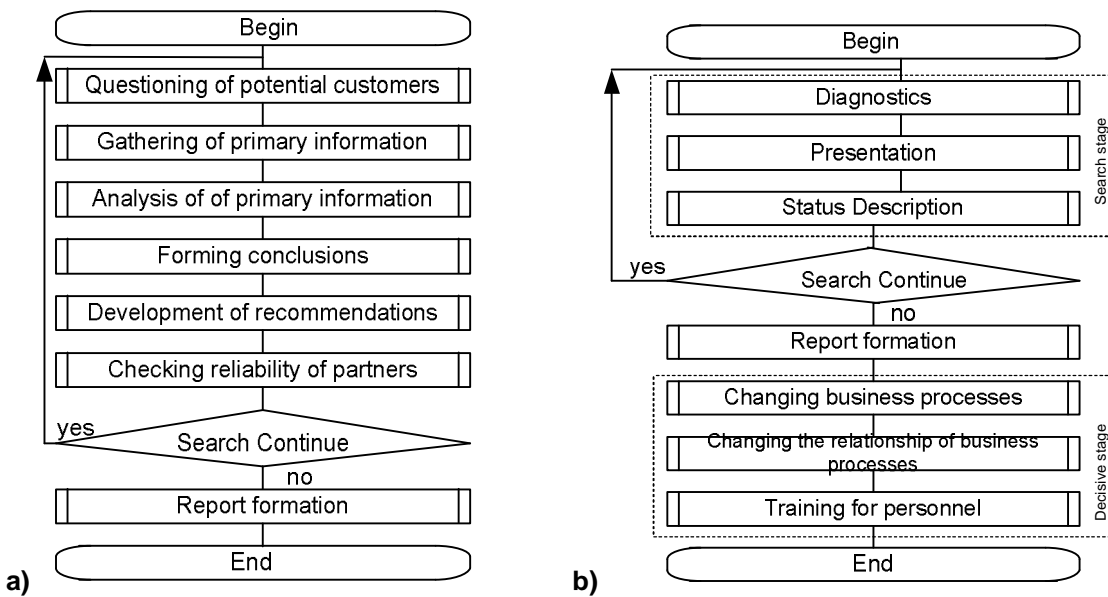 Begin
Questioning of potential customers
Gathering of primary information
Analysis of of primary information
Forming conclusions
Development of recommendations
Checking reliability of partners
yes
Search Continue
no
Report formation
End
a)
Begin
Diagnostics
Presentation
Status Description
Search stage
yes
Search Continue
no
Report formation
Changing business processes
Changing the relationship of business
processes
Training for personnel
Decisive stage
End
b)